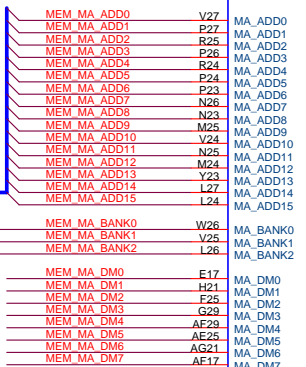 MEM_MA_ADD0 V27 MA_ADD0
MEM_MA_ADD1 P27 MA_ADD1
MEM_MA_ADD2 R25 MA_ADD2
MEM_MA_ADD3 P26 MA_ADD3
MEM_MA_ADD4 R24 MA_ADD4
MEM_MA_ADD5 P24 MA_ADD5
MEM_MA_ADD6 P23 MA_ADD6
MEM_MA_ADD7 N26 MA_ADD7
MEM_MA_ADD8 N23 MA_ADD8
MEM_MA_ADD9 M25 MA_ADD9
MEM_MA_ADD10 V24 MA_ADD10
MEM_MA_ADD11 N25 MA_ADD11
MEM_MA_ADD12 M24 MA_ADD12
MEM_MA_ADD13 Y23 MA_ADD13
MEM_MA_ADD14 L27 MA_ADD14
MEM_MA_ADD15 L24 MA_ADD15
MEM_MA_BANK0 W26 MA_BANK0
MEM_MA_BANK1 V25 MA_BANK1
MEM_MA_BANK2 L26 MA_BANK2
MEM_MA_DM0 E17 MA_DM0
MEM_MA_DM1 H21 MA_DM1
MEM_MA_DM2 F25 MA_DM2
MEM_MA_DM3 G29 MA_DM3
MEM_MA_DM4 AF29 MA_DM4
MEM_MA_DM5 AE25 MA_DM5
MEM_MA_DM6 AG21 MA_DM6
MEM_MA_DM7 AF17 MA_DM7